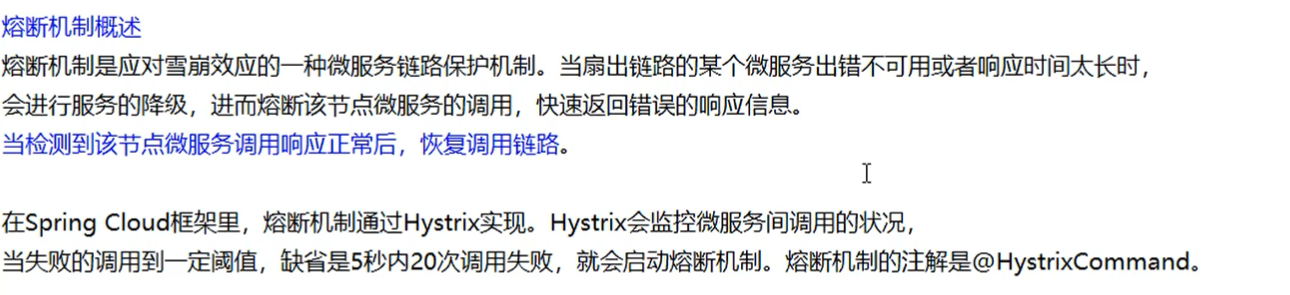 熔断机制概述
熔断机制是应对雪崩效应的一种微服务链路保护机制。当扇出链路的某个微服务出错不可用或者响应时间太长时，
会进行服务的降级，进而熔断该节点微服务的调用，快速返回错误的响应信息。
当检测到该节点微服务调用响应正常后，恢复调用链路。
在Spring Cloud框架里，熔断机制通过Hystrix实现。Hystrix会监控微服务间调用的状况，
当失败的调用到一定阈值，缺省是5秒内20次调用失败，就会启动熔断机制。熔断机制的注解是@HystrixCommand。